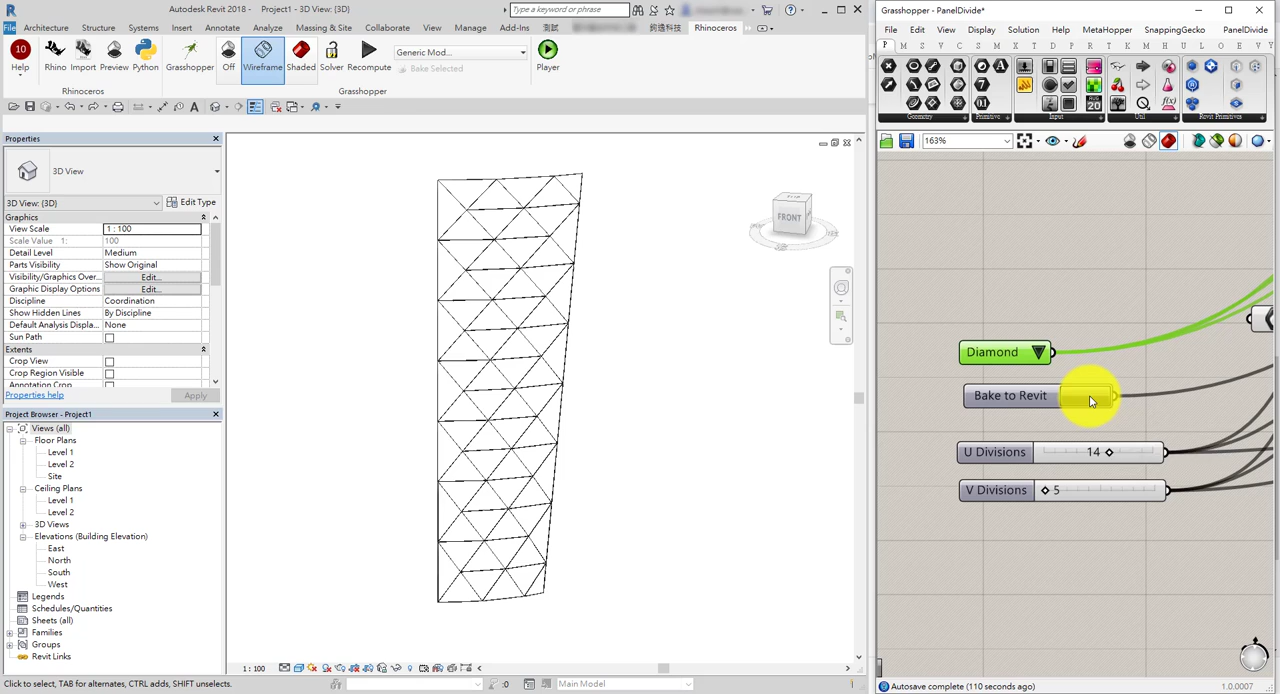 Autodesk Revit 2018 -    Project1 - 3D View: {3D}
Type a keyword or phrase
File Architecture Structure Systems Insert Annotate Analyze Massing & Site Collaborate View Manage Add-Ins Rhinoceros
10
Help Rhino Import Preview Python Grasshopper Off Wireframe Shaded Solver Recompute Player
Generic Mod...
Bake Selected
Rhinoceros Grasshopper
Properties
3D View
3D View: {3D} Edit Type
Graphics
View Scale 1 : 100
Scale Value    1: 100
Detail Level Medium
Parts Visibility Show Original
Visibility/Graphics Over... Edit...
Graphic Display Options Edit...
Discipline Coordination
Show Hidden Lines By Discipline
Default Analysis Displa... None
Sun Path
Extents
Crop View
Crop Region Visible
Annotation Crop
Properties help Apply
Project Browser - Project1
Views (all)
Floor Plans
Level 1
Level 2
Site
Ceiling Plans
Level 1
Level 2
3D Views
Elevations (Building Elevation)
East
North
South
West
Legends
Schedules/Quantities
Sheets (all)
Families
Groups
Revit Links
FRONT
1 : 100
Click to select, TAB for alternates, CTRL adds, SHIFT unselects.
:0
Main Model
Grasshopper - PanelDivide*
File Edit View Display Solution Help MetaHopper SnappingGecko PanelDivide
P M S V C S M T X W L P D K H L H U L V E
Geometry Primitive Input Util Revit Primitives
163%
Diamond
Bake to Revit
U Divisions 14
V Divisions 5
Autosave complete (110 seconds ago)
1.0.0007